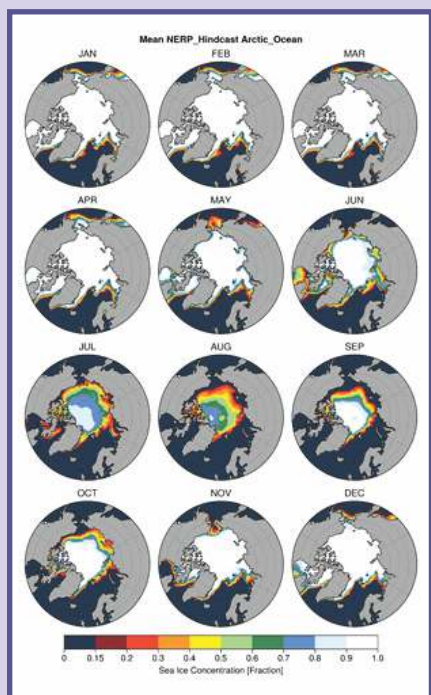 Mean NERP_Hindcast Arctic_Ocean
JAN FEB MAR
APR MAY JUN
JUL AUG SEP
OCT NOV DEC
0 0.15 0.2 0.3 0.4 0.5 0.6 0.7 0.8 0.9 1.0
Sea Ice Concentration [Fraction]